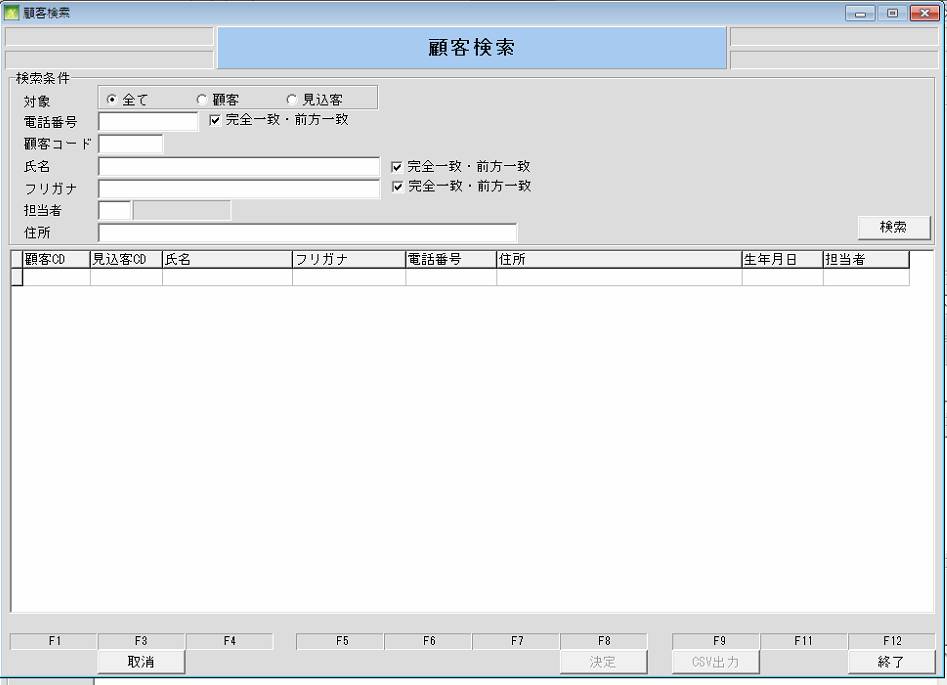 顧客検索
顧客検索
検索条件
対象 全て 顧客 見込客
電話番号 完全一致・前方一致
顧客コード
氏名 完全一致・前方一致
フリガナ 完全一致・前方一致
担当者
住所
検索
顧客CD 見込客CD 氏名 フリガナ 電話番号 住所 生年月日 担当者
F1 F3 F4 F5 F6 F7 F8 F9 F11 F12
取消 決定 CSV出力 終了